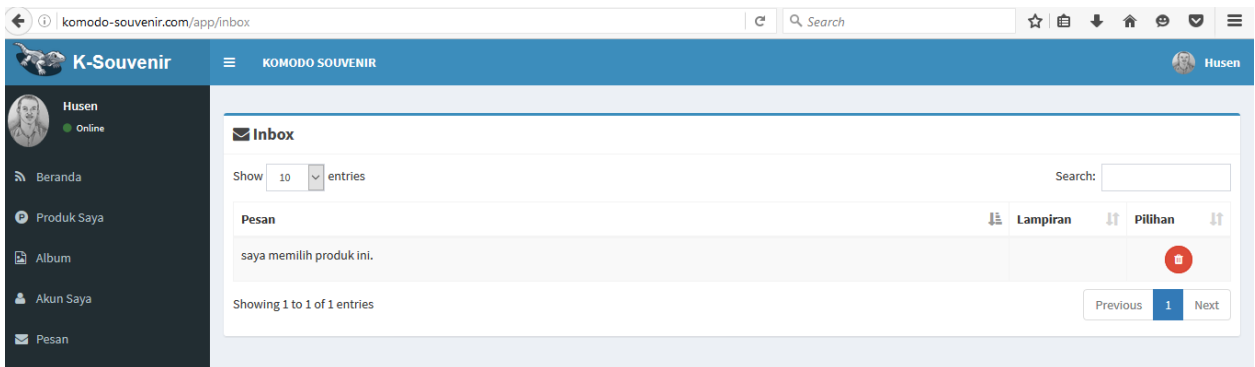 komodo-souvenir.com/app/inbox
Search
K-Souvenir
KOMODO SOUVENIR
Husen
Husen
Online
Beranda
Produk Saya
Album
Akun Saya
Pesan
Inbox
Show 10 entries
Search:
Pesan Lampiran Pilihan
saya memilih produk ini.
Showing 1 to 1 of 1 entries
Previous 1 Next